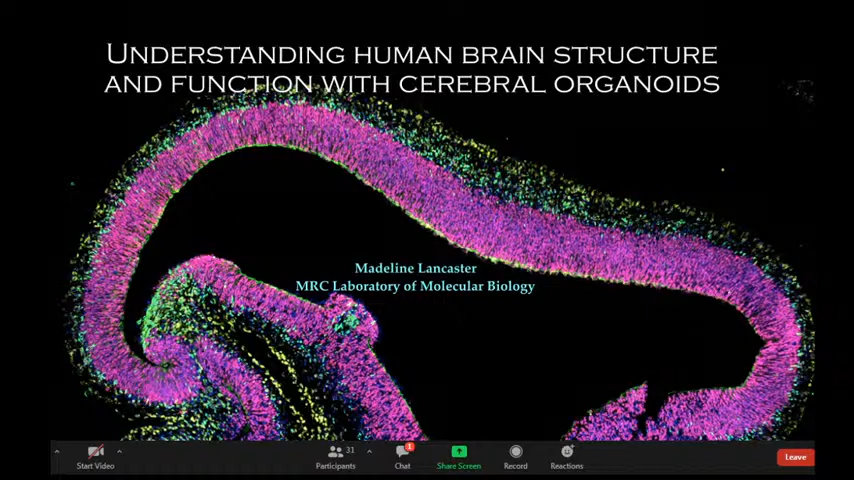 UNDERSTANDING HUMAN BRAIN STRUCTURE
AND FUNCTION WITH CEREBRAL ORGANOIDS
Madeline Lancaster
MRC Laboratory of Molecular Biology
Start Video
31
Participants
1
Chat
Share Screen
Record
Reactions
Leave